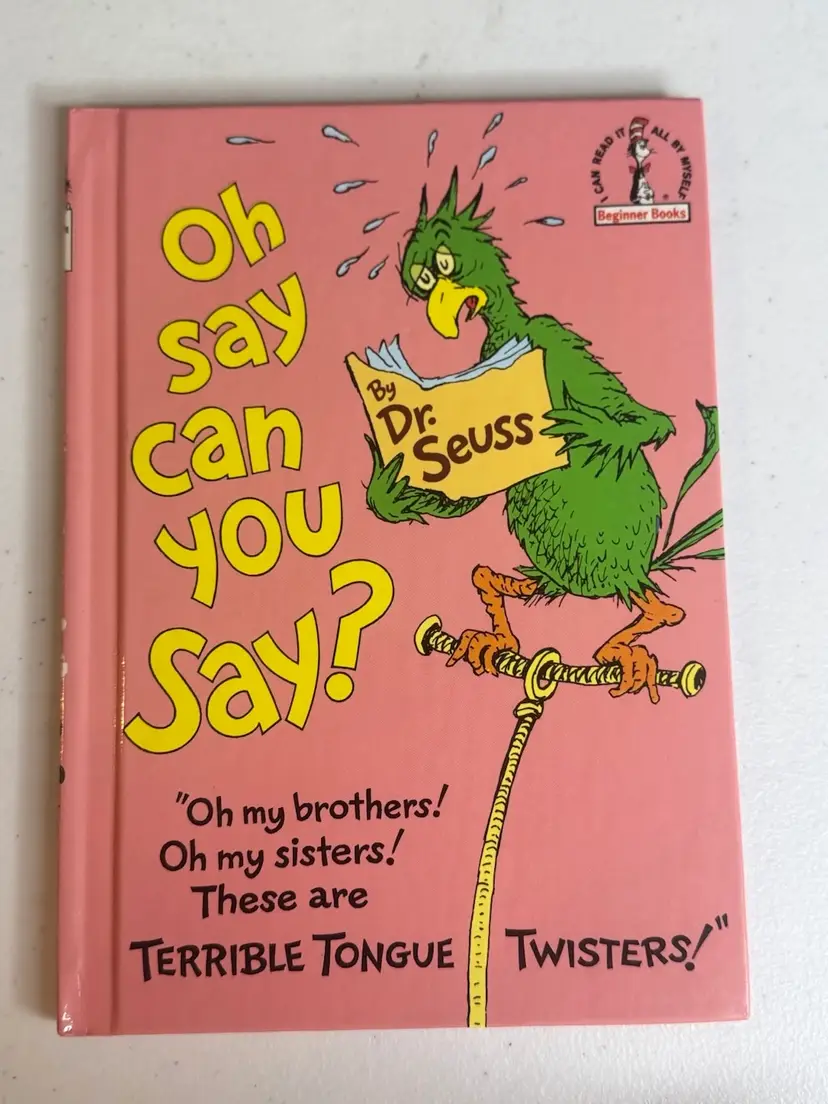 Oh
say
can
you
Say?
By
Dr.
Seuss
"I CAN READ IT ALL BY MYSELF"
Beginner Books
"Oh my brothers!
Oh my sisters!
These are
TERRIBLE TONGUE TWISTERS!"